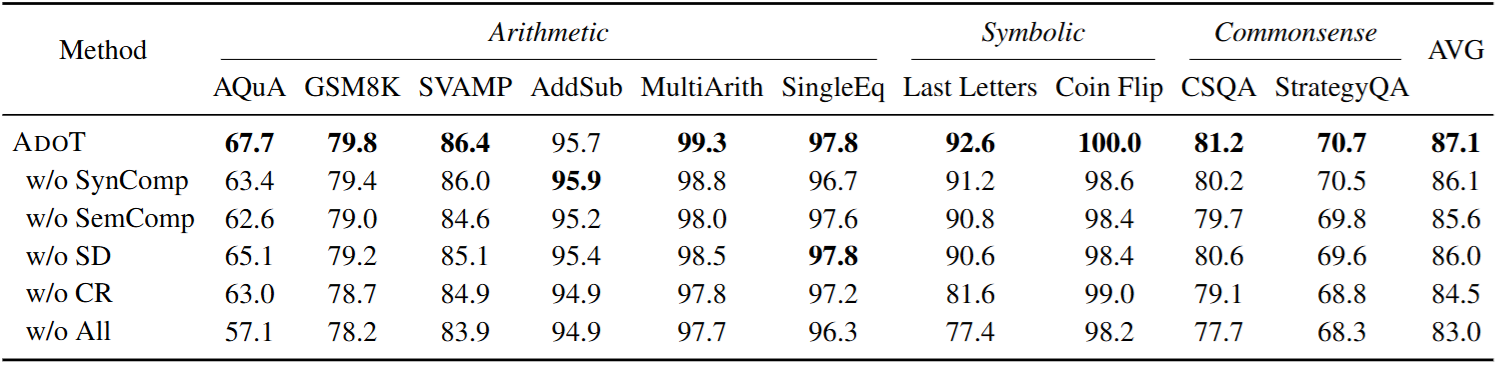 Method Arithmetic Symbolic Commonsense AVG
AQuA GSM8K SVAMP AddSub MultiArith SingleEq Last Letters Coin Flip CSQA StrategyQA
ADOT 67.7 79.8 86.4 95.7 99.3 97.8 92.6 100.0 81.2 70.7 87.1
w/o SynComp 63.4 79.4 86.0 95.9 98.8 96.7 91.2 98.6 80.2 70.5 86.1
w/o SemComp 62.6 79.0 84.6 95.2 98.0 97.6 90.8 98.4 79.7 69.8 85.6
w/o SD 65.1 79.2 85.1 95.4 98.5 97.8 90.6 98.4 80.6 69.6 86.0
w/o CR 63.0 78.7 84.9 94.9 97.8 97.2 81.6 99.0 79.1 68.8 84.5
w/o All 57.1 78.2 83.9 94.9 97.7 96.3 77.4 98.2 77.7 68.3 83.0